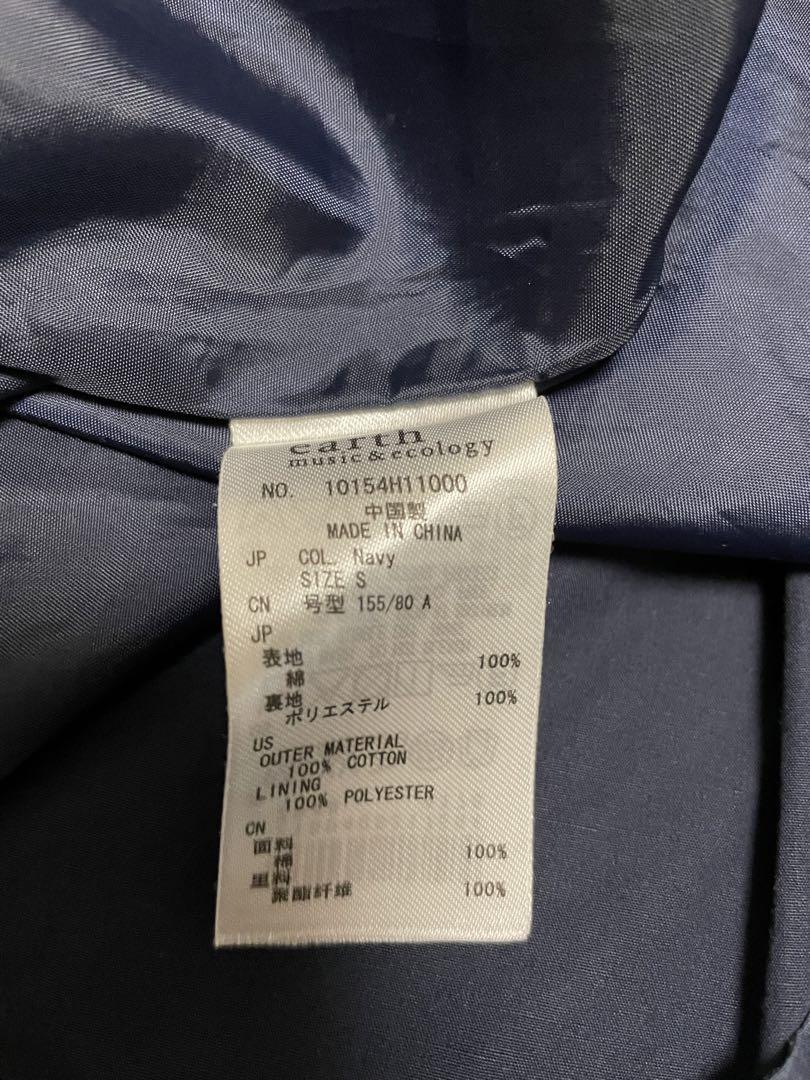 earth
music&ecology
NO. 10154H11000
中国製
MADE IN CHINA
JP COL. Navy
SIZE S
CN 号型 155/80 A
JP
表地
綿 100%
裏地
ポリエステル 100%
US
OUTER MATERIAL
100% COTTON
LINING
100% POLYESTER
CN
面料
棉 100%
里料
聚酯纤维 100%